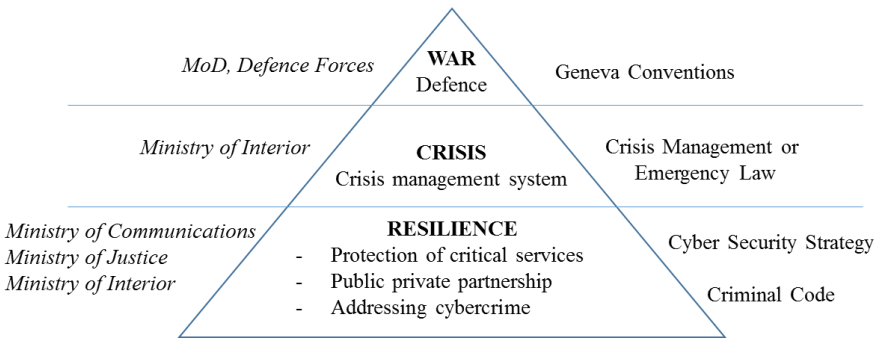 MoD, Defence Forces
WAR
Defence
Geneva Conventions
Ministry of Interior
CRISIS
Crisis management system
Crisis Management or
Emergency Law
Ministry of Communications
Ministry of Justice
Ministry of Interior
RESILIENCE
- Protection of critical services
- Public private partnership
- Addressing cybercrime
Cyber Security Strategy
Criminal Code